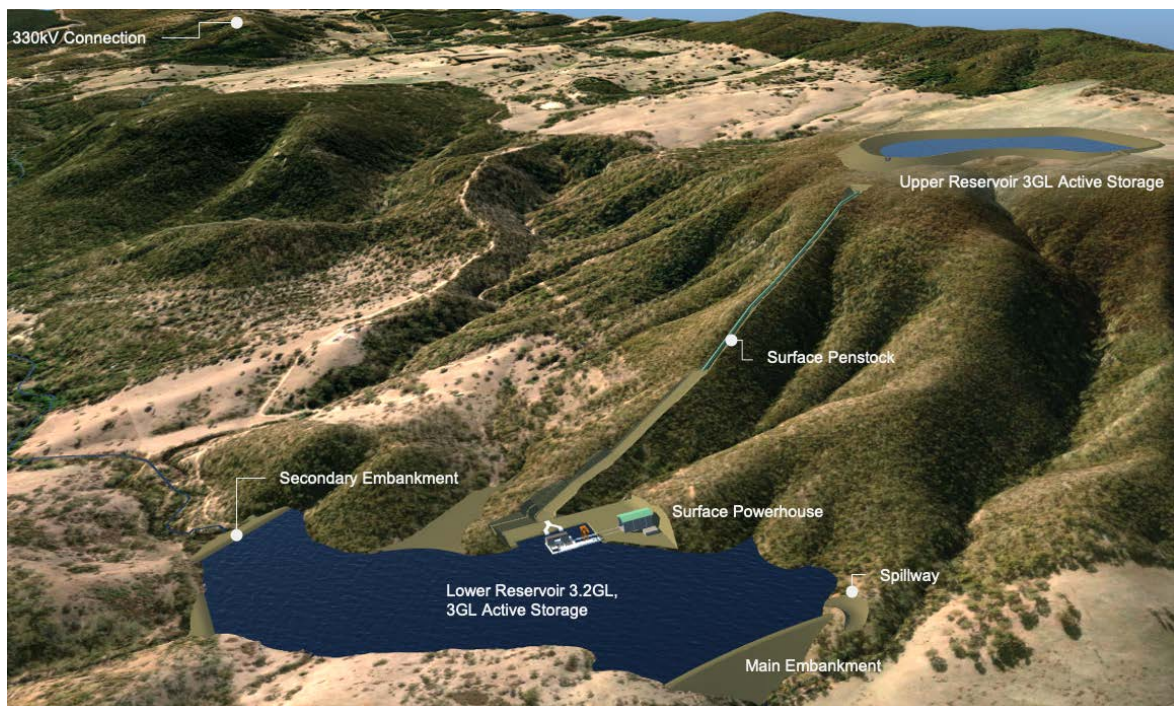 330kV Connection
Upper Reservoir 3GL Active Storage
Surface Penstock
Secondary Embankment
Surface Powerhouse
Spillway
Lower Reservoir 3.2GL,
3GL Active Storage
Main Embankment